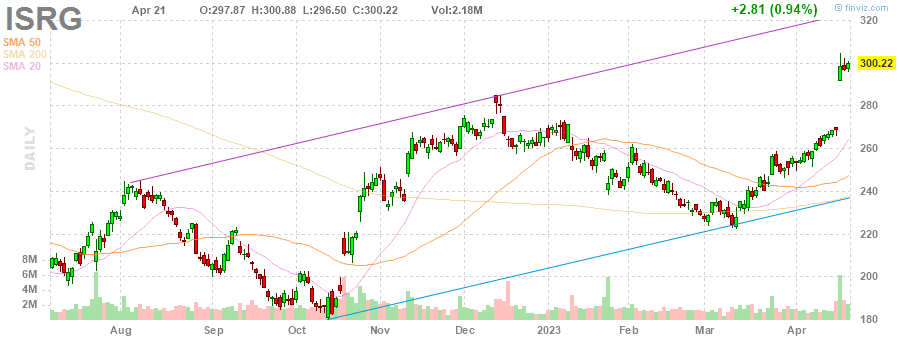 ISRG Apr 21 O:297.87 H:300.88 L:296.50 C:300.22 Vol:2.18M +2.81 (0.94%) finviz.com
SMA 50
SMA 200
SMA 20
DAILY
320
300.22
280
260
240
220
200
180
8M
6M
4M
2M
Aug Sep Oct Nov Dec 2023 Feb Mar Apr